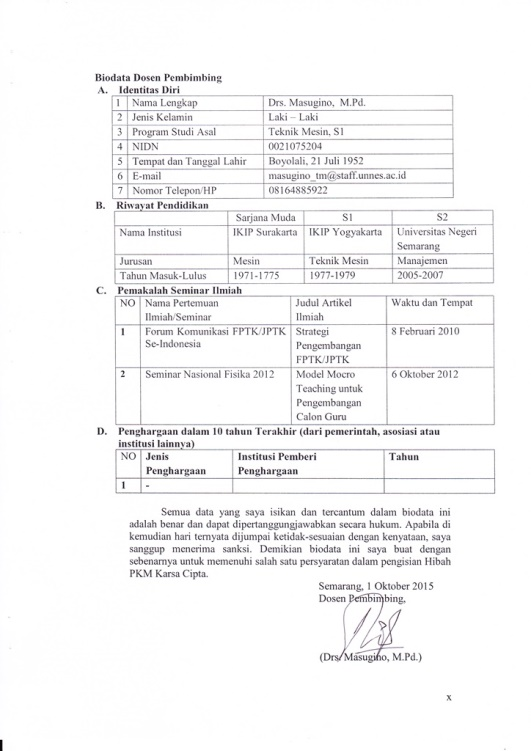 Biodata Dosen Pembimbing
A. Identitas Diri
1 Nama Lengkap Drs. Masugino, M.Pd.
2 Jenis Kelamin Laki – Laki
3 Program Studi Asal Teknik Mesin, S1
4 NIDN 0021075204
5 Tempat dan Tanggal Lahir Boyolali, 21 Juli 1952
6 E-mail masugino_tm@staff.unnes.ac.id
7 Nomor Telepon/HP 08164885922
B. Riwayat Pendidikan
Sarjana Muda S1 S2
Nama Institusi IKIP Surakarta IKIP Yogyakarta Universitas Negeri
Semarang
Jurusan Mesin Teknik Mesin Manajemen
Tahun Masuk-Lulus 1971-1775 1977-1979 2005-2007
C. Pemakalah Seminar Ilmiah
NO Nama Pertemuan Judul Artikel Waktu dan Tempat
Ilmiah/Seminar Ilmiah
1 Forum Komunikasi FPTK/JPTK Strategi 8 Februari 2010
Se-Indonesia Pengembangan
FPTK/JPTK
2 Seminar Nasional Fisika 2012 Model Mocro 6 Oktober 2012
Teaching untuk
Pengembangan
Calon Guru
D. Penghargaan dalam 10 tahun Terakhir (dari pemerintah, asosiasi atau
institusi lainnya)
NO Jenis Institusi Pemberi Tahun
Penghargaan Penghargaan
1 -
Semua data yang saya isikan dan tercantum dalam biodata ini
adalah benar dan dapat dipertanggungjawabkan secara hukum. Apabila di
kemudian hari ternyata dijumpai ketidak-sesuaian dengan kenyataan, saya
sanggup menerima sanksi. Demikian biodata ini saya buat dengan
sebenarnya untuk memenuhi salah satu persyaratan dalam pengisian Hibah
PKM Karsa Cipta.
Semarang, 1 Oktober 2015
Dosen Pembimbing,
(Drs. Masugino, M.Pd.)
x